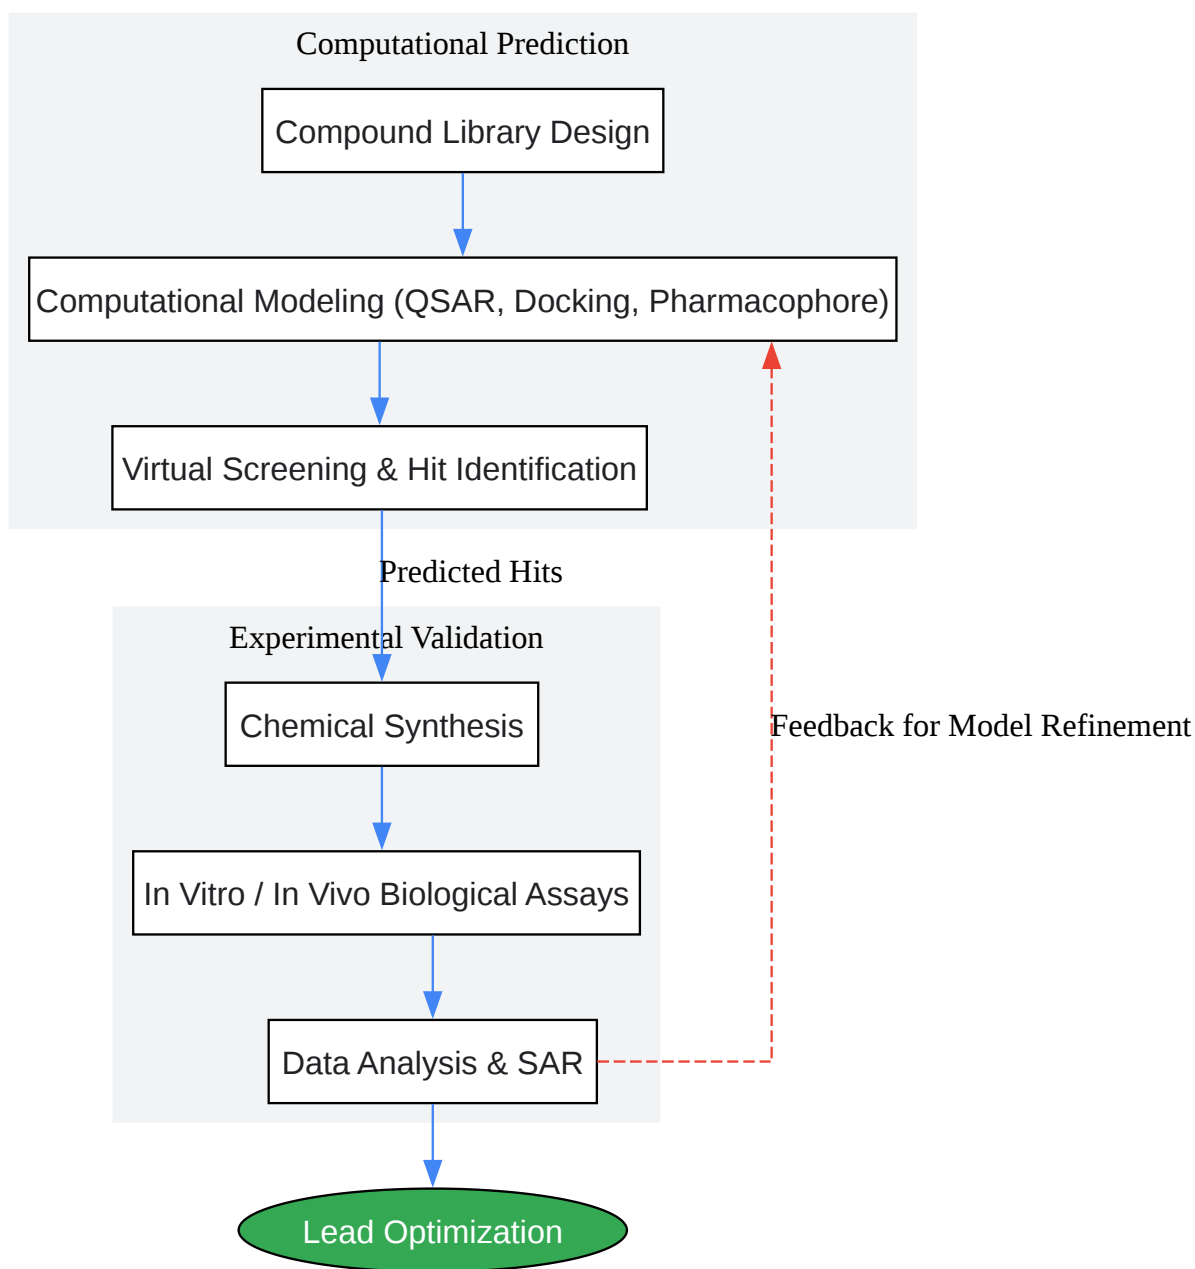 Computational Prediction
Compound Library Design
Computational Modeling (QSAR, Docking, Pharmacophore)
Virtual Screening & Hit Identification
Predicted Hits
Experimental Validation
Chemical Synthesis
Feedback for Model Refinement
In Vitro / In Vivo Biological Assays
Data Analysis & SAR
Lead Optimization